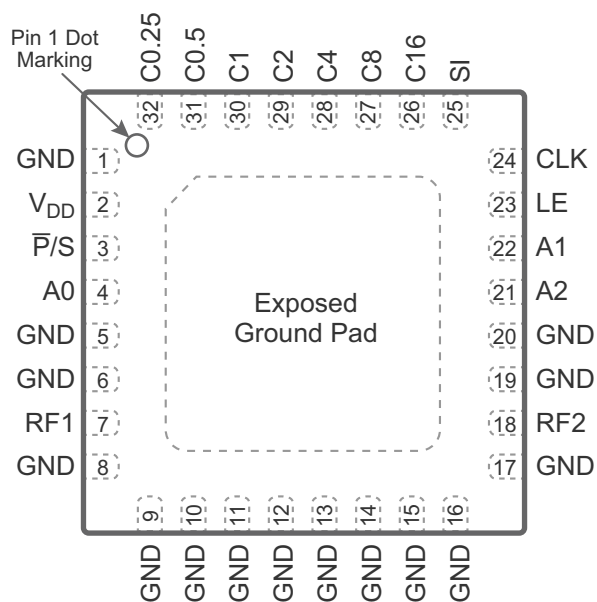 Pin 1 Dot
Marking
C0.25
C0.5
C1
C2
C4
C8
C16
SI
32
31
30
29
28
27
26
25
GND 1
VDD 2
P̅/S 3
A0 4
GND 5
GND 6
RF1 7
GND 8
24 CLK
23 LE
22 A1
21 A2
20 GND
19 GND
18 RF2
17 GND
Exposed
Ground Pad
9
10
11
12
13
14
15
16
GND
GND
GND
GND
GND
GND
GND
GND